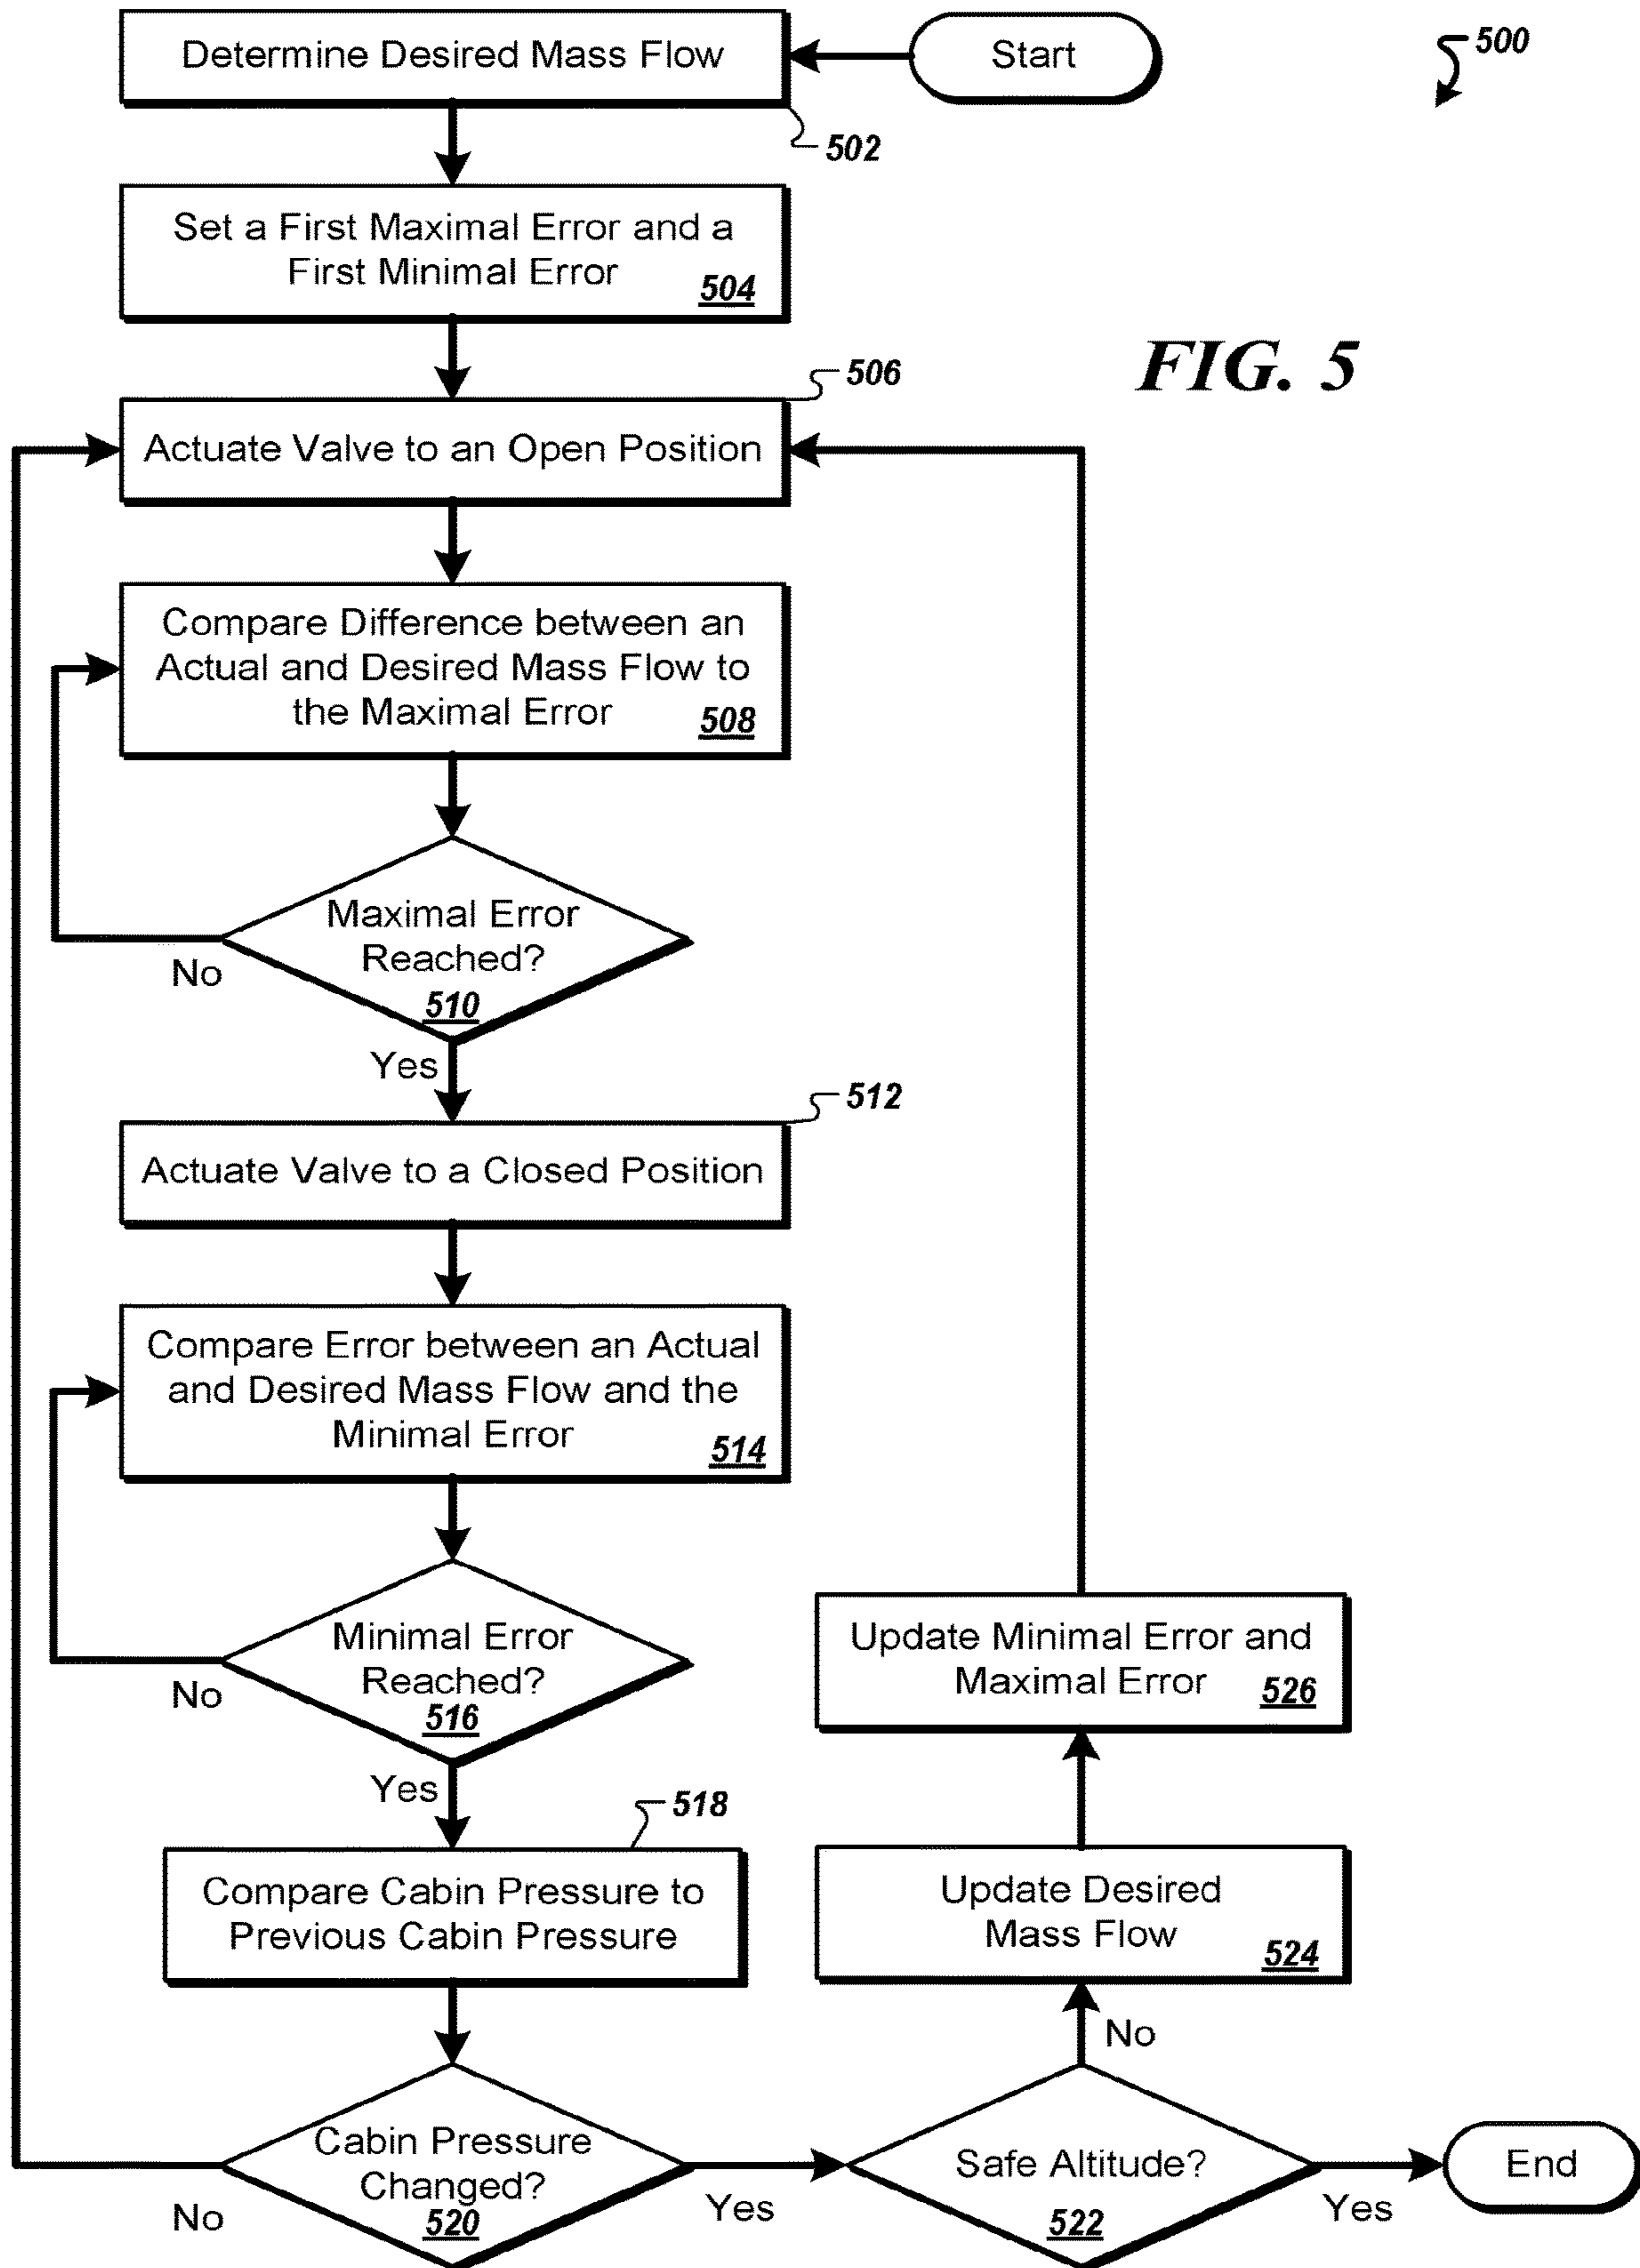 Determine Desired Mass Flow
Start
500
502
Set a First Maximal Error and a
First Minimal Error
504
FIG. 5
506
Actuate Valve to an Open Position
Compare Difference between an
Actual and Desired Mass Flow to
the Maximal Error
508
Maximal Error
Reached?
510
No
Yes
512
Actuate Valve to a Closed Position
Compare Error between an Actual
and Desired Mass Flow and the
Minimal Error
514
Minimal Error
Reached?
516
No
Yes
Update Minimal Error and
Maximal Error
526
518
Compare Cabin Pressure to
Previous Cabin Pressure
Update Desired
Mass Flow
524
No
Cabin Pressure
Changed?
520
No
Yes
Safe Altitude?
522
Yes
End